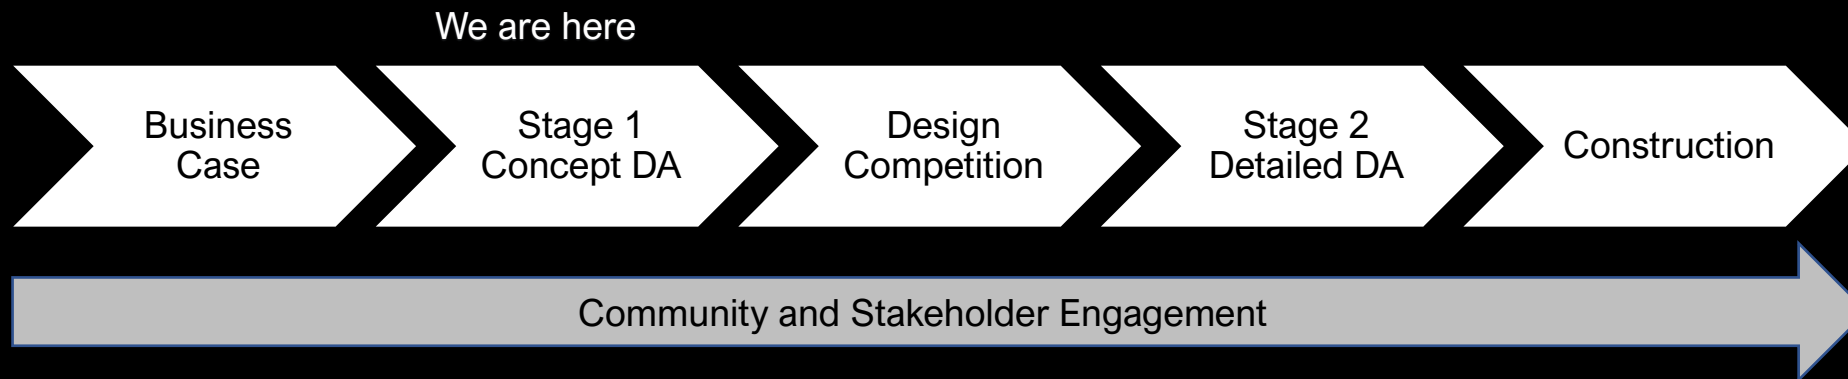 We are here
Business
Case
Stage 1
Concept DA
Design
Competition
Stage 2
Detailed DA
Construction
Community and Stakeholder Engagement